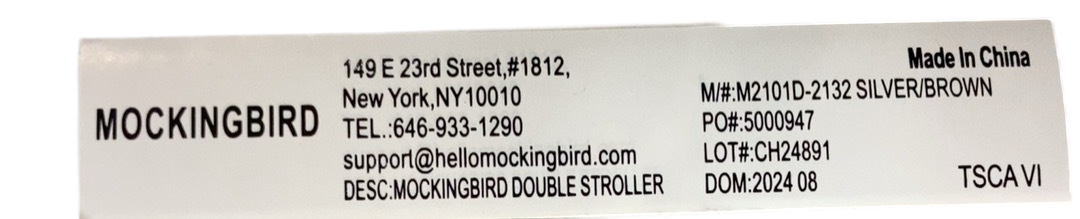 MOCKINGBIRD
149 E 23rd Street,#1812,
New York,NY10010
TEL.:646-933-1290
support@hellomockingbird.com
DESC:MOCKINGBIRD DOUBLE STROLLER
Made In China
M/#:M2101D-2132 SILVER/BROWN
PO#:5000947
LOT#:CH24891
DOM:2024 08
TSCA VI